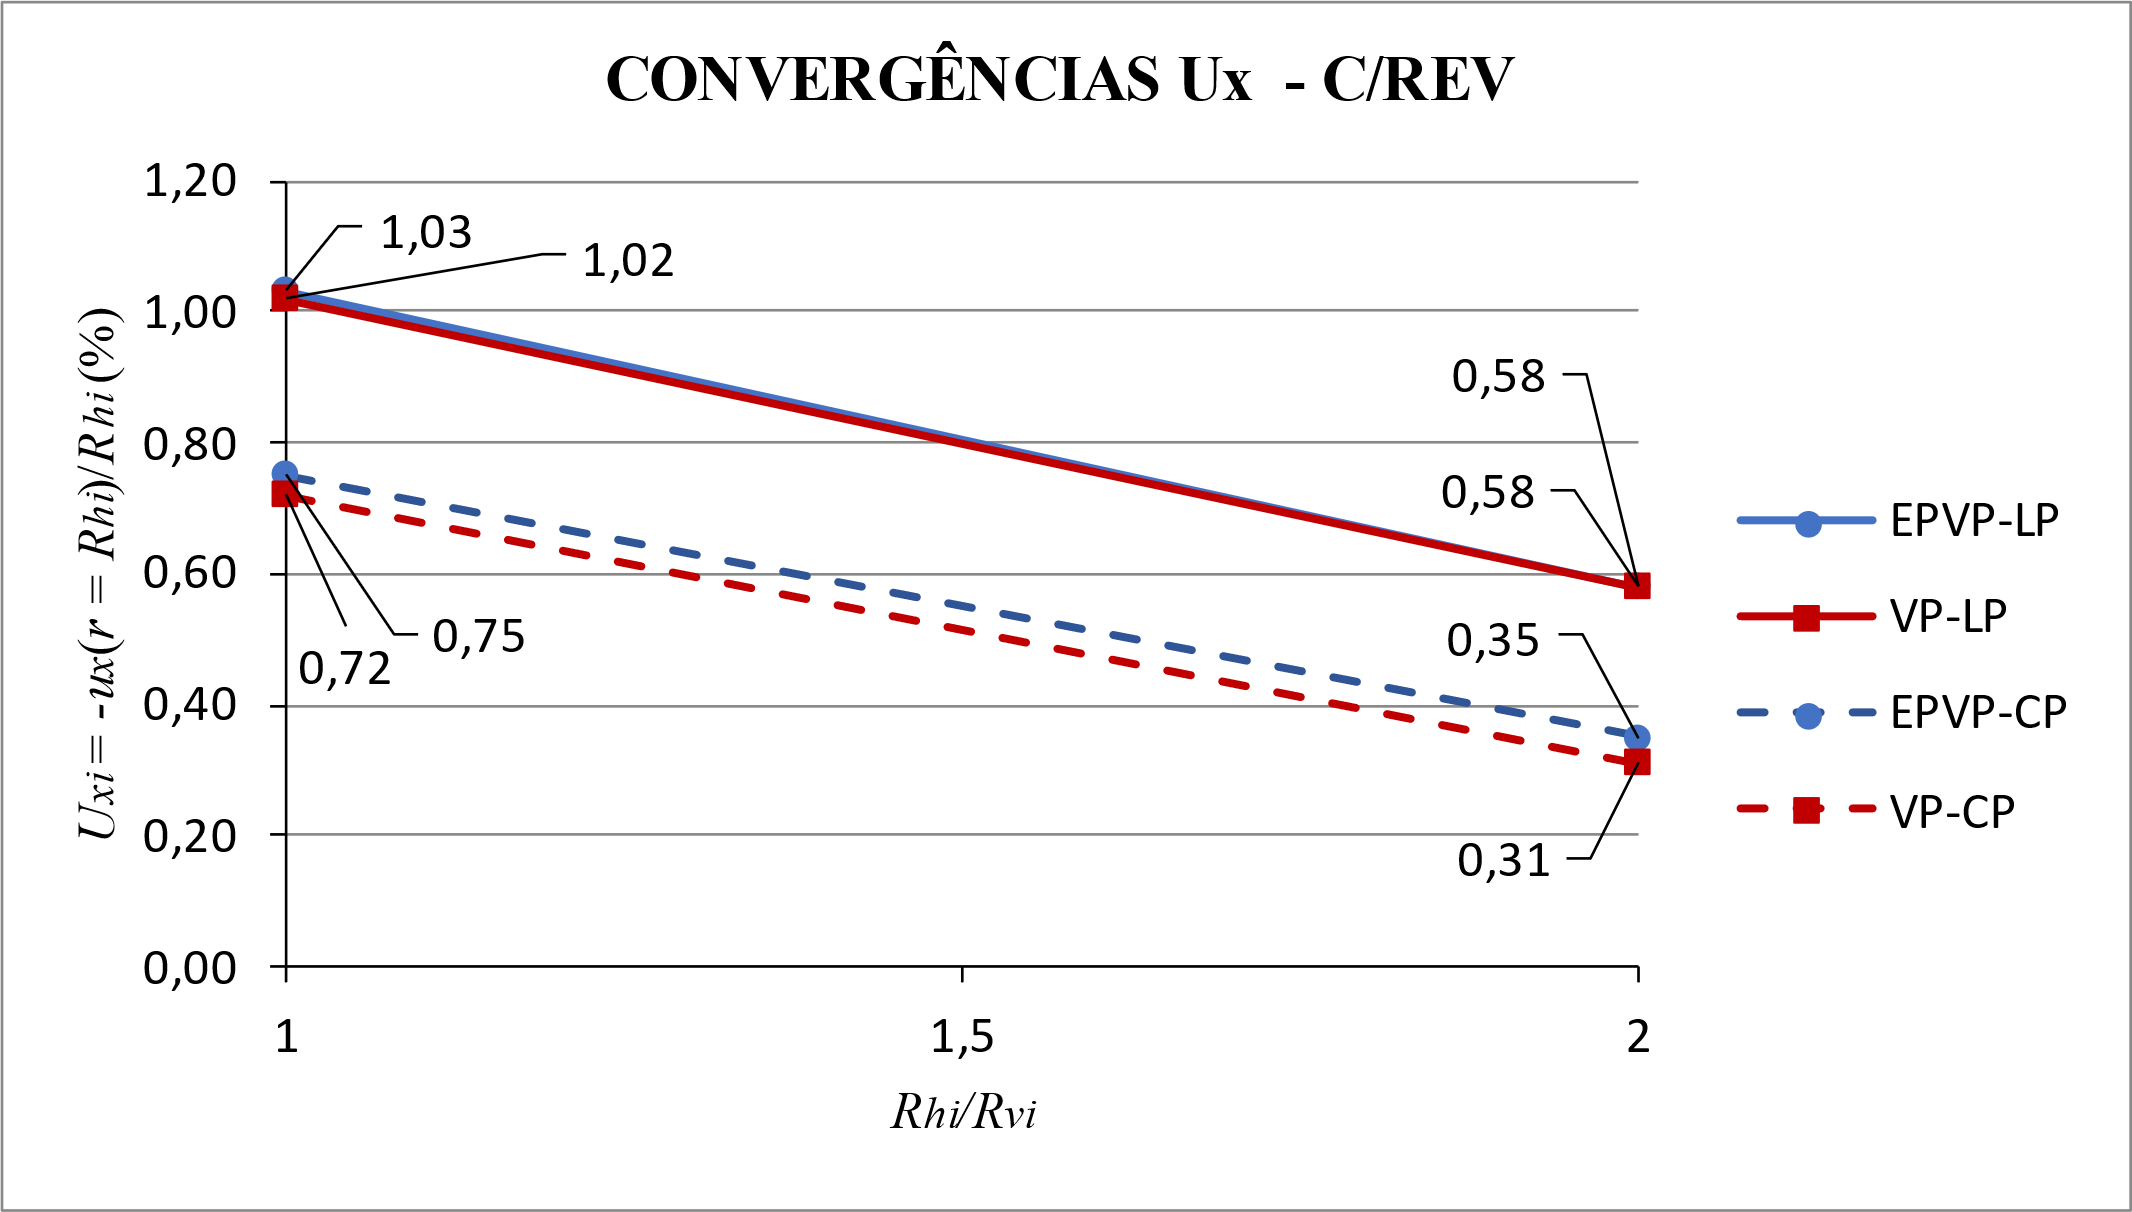 CONVERGÊNCIAS Ux - C/REV
Uxi= -ux(r = Rhi)/Rhi (%)
1,20
1,00
0,80
0,60
0,40
0,20
0,00
1,03
1,02
0,58
0,58
0,75
0,72
0,35
0,31
1
1,5
2
Rhi/Rvi
EPVP-LP
VP-LP
EPVP-CP
VP-CP